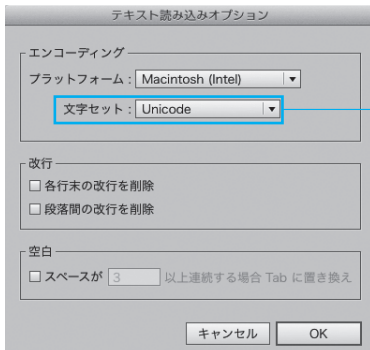 テキスト読み込みオプション
エンコーディング
プラットフォーム : Macintosh (Intel)
文字セット : Unicode
改行
各行末の改行を削除
段落間の改行を削除
空白
スペースが 3 以上連続する場合 Tab に置き換え
キャンセル OK